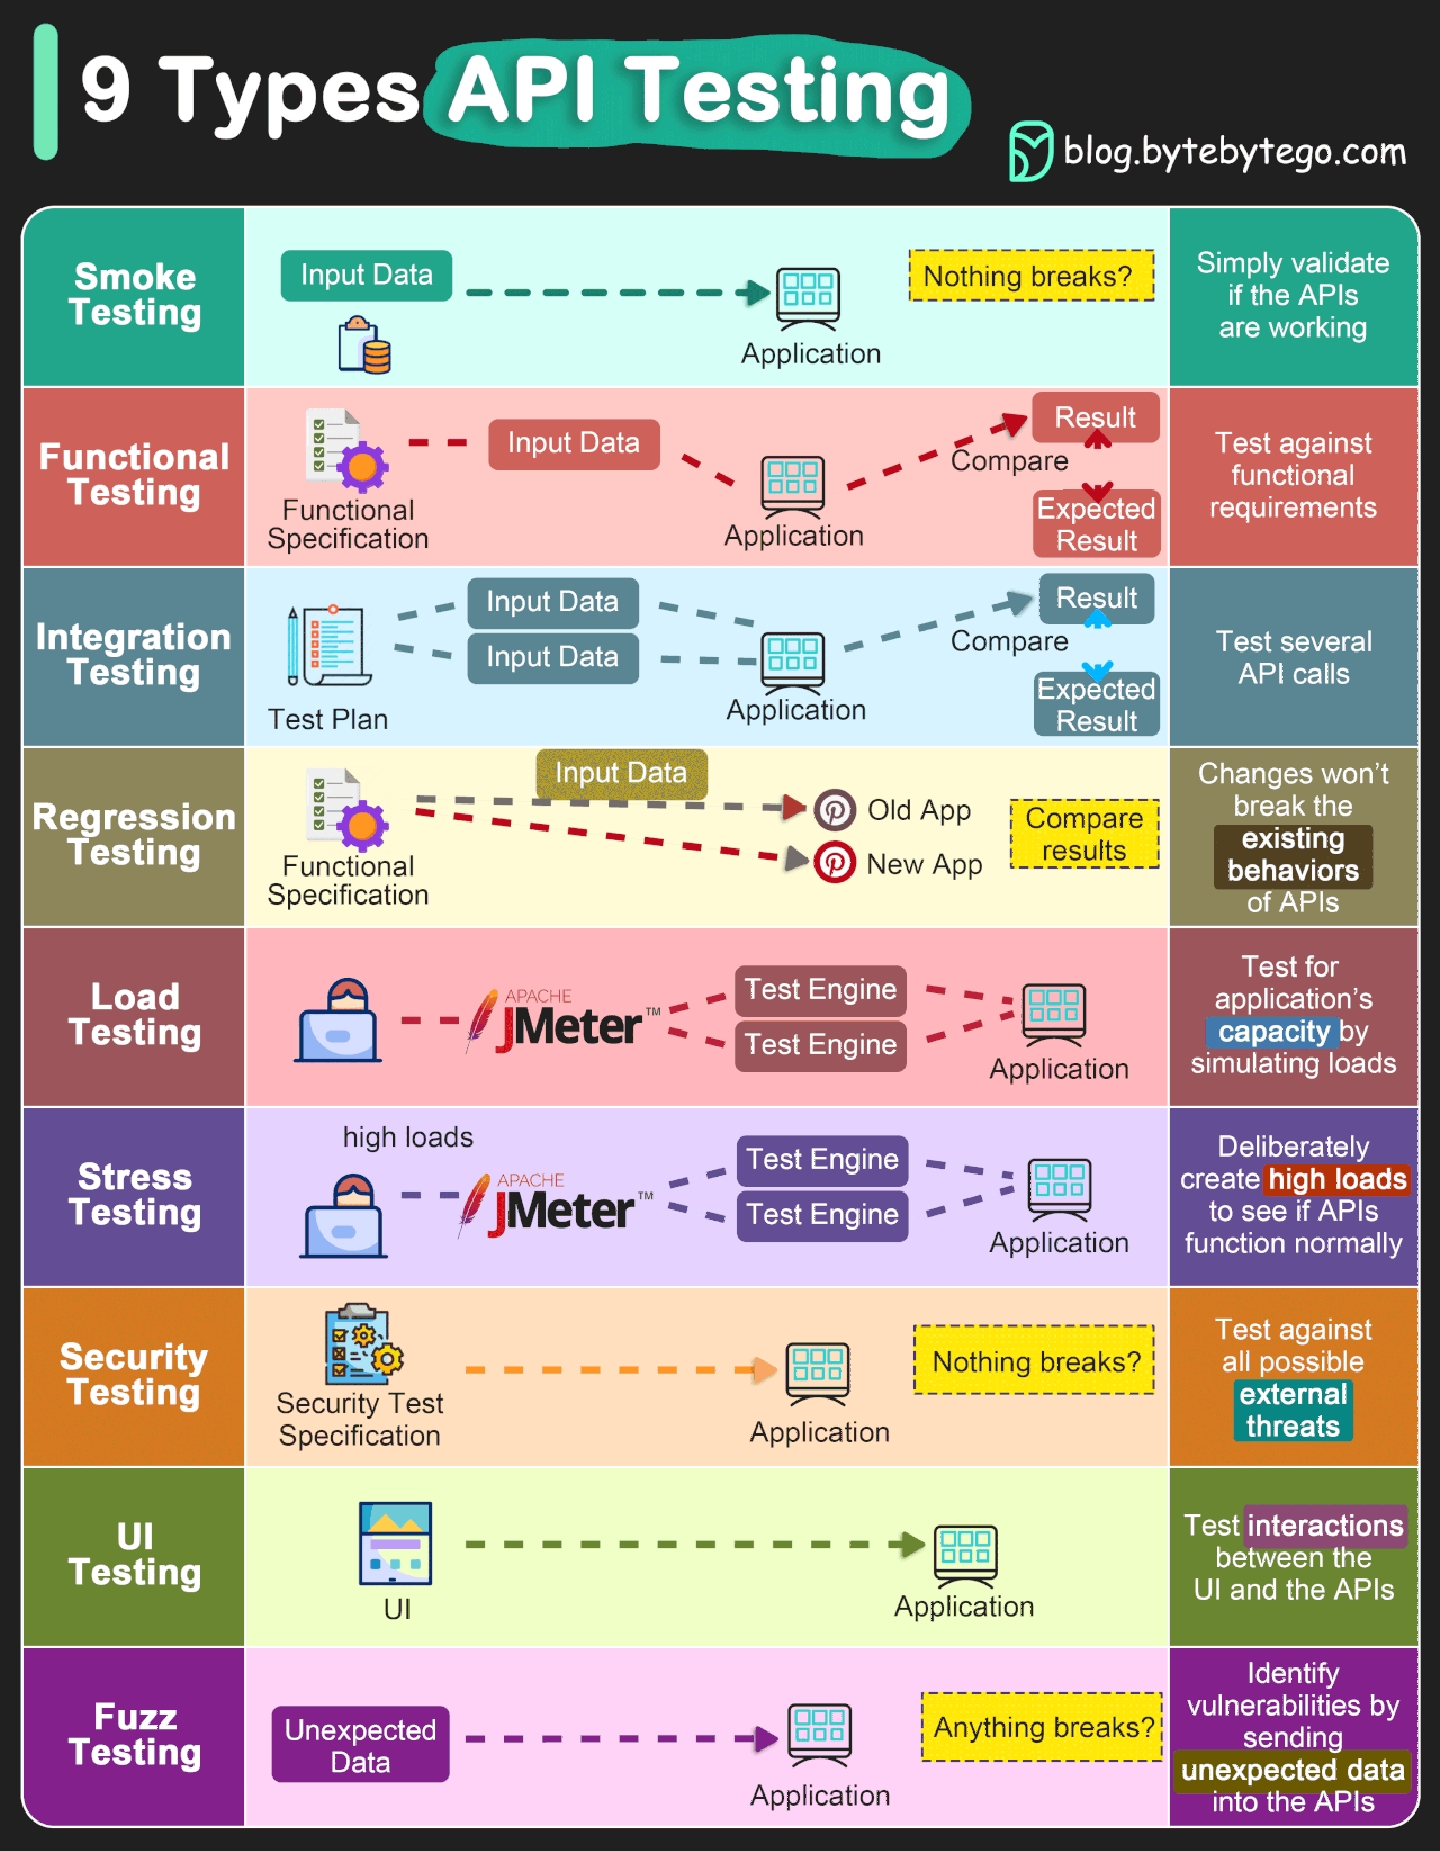 9 Types API Testing
blog.bytebytego.com
Smoke
Testing
Input Data
Application
Nothing breaks?
Simply validate
if the APIs
are working
Functional
Testing
Functional
Specification
Input Data
Application
Compare
Result
Expected
Result
Test against
functional
requirements
Integration
Testing
Test Plan
Input Data
Input Data
Application
Compare
Result
Expected
Result
Test several
API calls
Regression
Testing
Functional
Specification
Input Data
Old App
New App
Compare
results
Changes won't
break the
existing
behaviors
of APIs
Load
Testing
APACHE
JMeter™
Test Engine
Test Engine
Application
Test for
application's
capacity by
simulating loads
Stress
Testing
high loads
APACHE
JMeter™
Test Engine
Test Engine
Application
Deliberately
create high loads
to see if APIs
function normally
Security
Testing
Security Test
Specification
Application
Nothing breaks?
Test against
all possible
external
threats
UI
Testing
UI
Application
Test interactions
between the
UI and the APIs
Fuzz
Testing
Unexpected
Data
Application
Anything breaks?
Identify
vulnerabilities by
sending
unexpected data
into the APIs